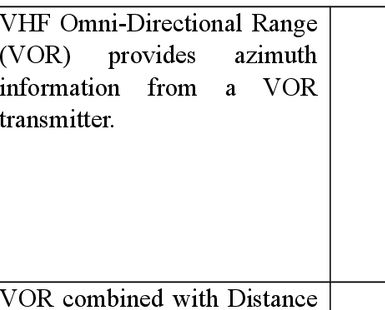 VHF Omni-Directional Range
(VOR) provides azimuth
information from a VOR
transmitter.
VOR combined with Distance